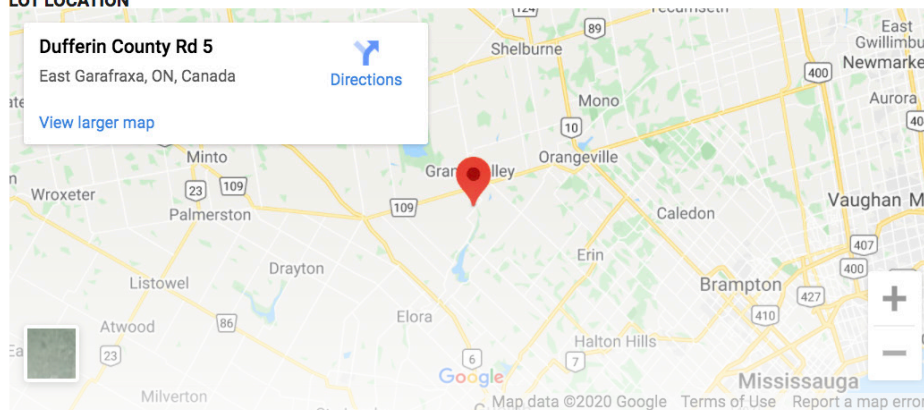 LOT LOCATION
Dufferin County Rd 5
East Garafraxa, ON, Canada
Directions
View larger map
124
89
Shelburne
East
Gwillimbu
Newmarke
400
Mono
Aurora
10
Minto
Orangeville
Wroxeter
23
109
109
Palmerston
Vaughan M
Caledon
407
Erin
400
Drayton
Listowel
Brampton
427
Elora
410
86
Atwood
23
Halton Hills
6
7
Google
Mississauga
Milverton
Map data ©2020 Google
Terms of Use
Report a map error